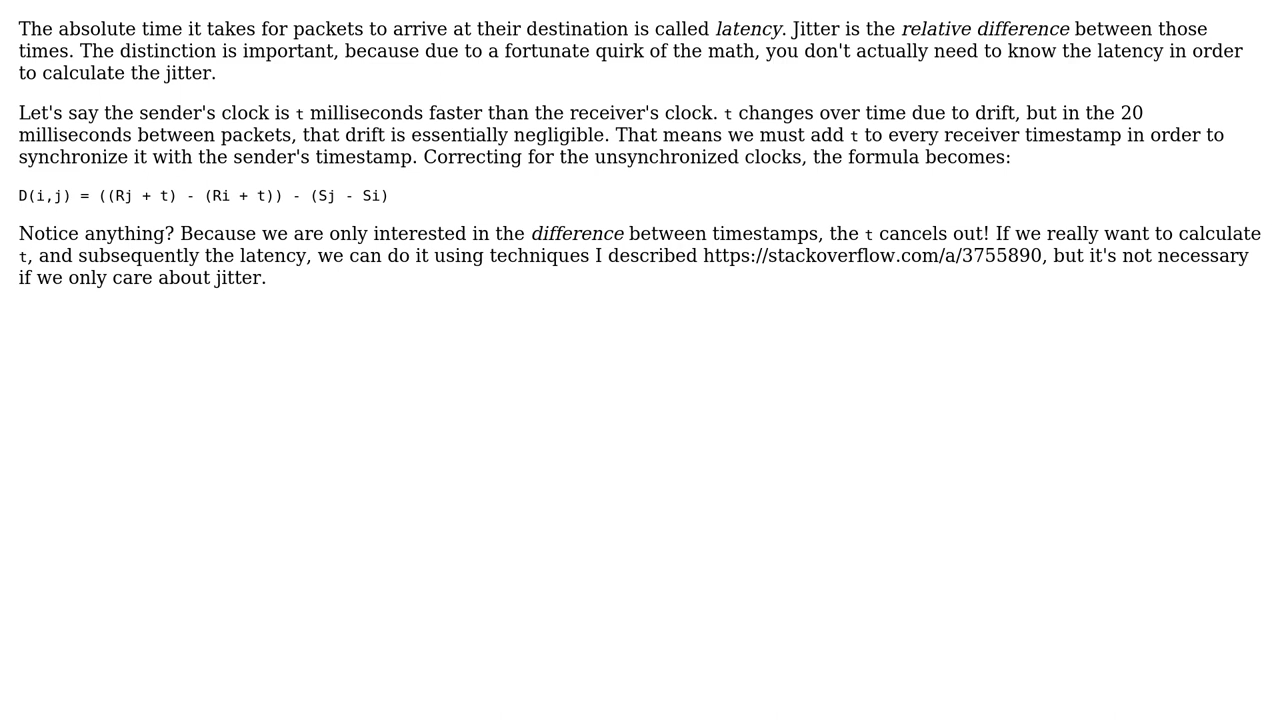 The absolute time it takes for packets to arrive at their destination is called latency. Jitter is the relative difference between those
times. The distinction is important, because due to a fortunate quirk of the math, you don't actually need to know the latency in order
to calculate the jitter.
Let's say the sender's clock is t milliseconds faster than the receiver's clock. t changes over time due to drift, but in the 20
milliseconds between packets, that drift is essentially negligible. That means we must add t to every receiver timestamp in order to
synchronize it with the sender's timestamp. Correcting for the unsynchronized clocks, the formula becomes:
D(i,j) = ((Rj + t) - (Ri + t)) - (Sj - Si)
Notice anything? Because we are only interested in the difference between timestamps, the t cancels out! If we really want to calculate
t, and subsequently the latency, we can do it using techniques I described https://stackoverflow.com/a/3755890, but it's not necessary
if we only care about jitter.